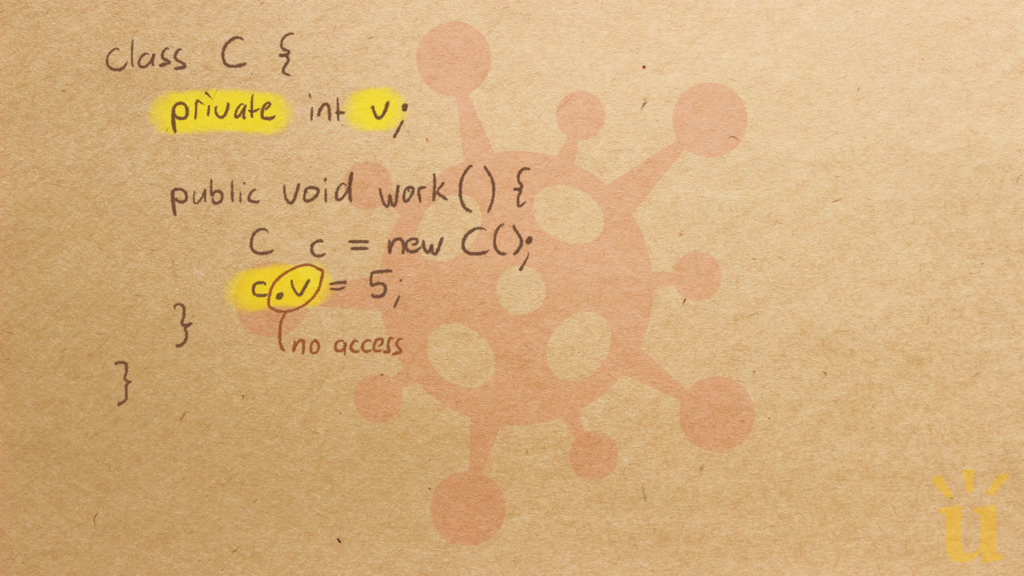 class C {
private int v;
public void work() {
C c = new C();
c.v = 5;
}
no access
}
u